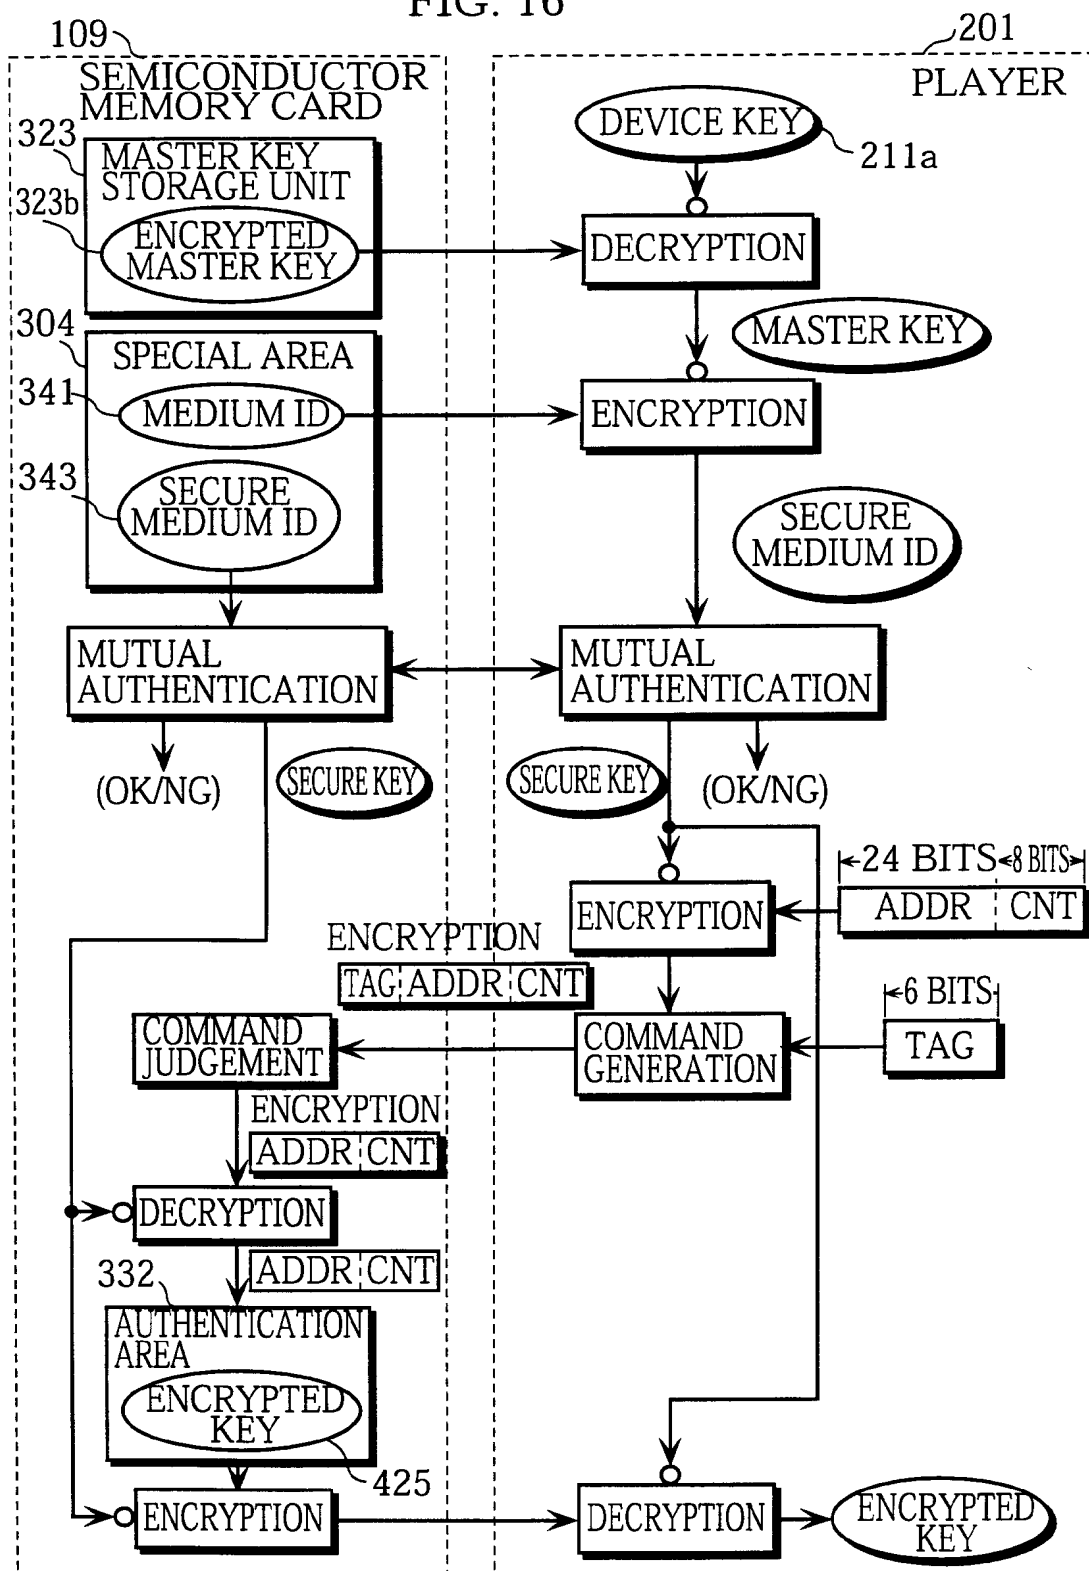 FIG. 16
109
201
SEMICONDUCTOR
MEMORY CARD
PLAYER
DEVICE KEY
211a
323
MASTER KEY
STORAGE UNIT
323b
ENCRYPTED
MASTER KEY
DECRYPTION
MASTER KEY
304
SPECIAL AREA
341
MEDIUM ID
ENCRYPTION
343
SECURE
MEDIUM ID
SECURE
MEDIUM ID
MUTUAL
AUTHENTICATION
MUTUAL
AUTHENTICATION
(OK/NG)
SECURE KEY
SECURE KEY
(OK/NG)
24 BITS 8 BITS
ADDR CNT
ENCRYPTION
ENCRYPTION
TAG ADDR CNT
6 BITS
TAG
COMMAND
JUDGEMENT
COMMAND
GENERATION
ENCRYPTION
ADDR CNT
DECRYPTION
ADDR CNT
332
AUTHENTICATION
AREA
ENCRYPTED
KEY
425
ENCRYPTION
DECRYPTION
ENCRYPTED
KEY